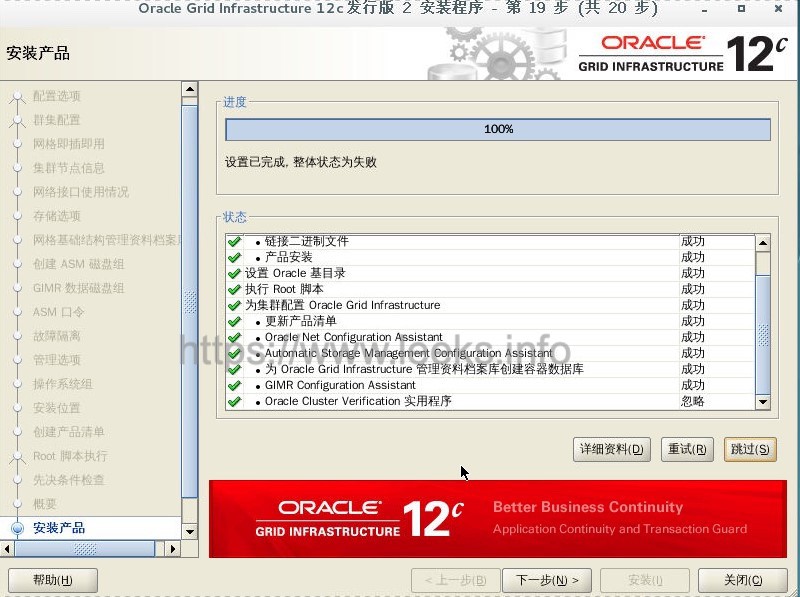 Oracle Grid Infrastructure 12c 发行版 2 安装程序 - 第 19 步 (共 20 步)
安装产品
ORACLE
GRID INFRASTRUCTURE
12c
配置选项
群集配置
网格即插即用
集群节点信息
网络接口使用情况
存储选项
网格基础结构管理资料档案
创建 ASM 磁盘组
GIMR 数据磁盘组
ASM 口令
故障隔离
管理选项
操作系统组
安装位置
创建产品清单
Root 脚本执行
先决条件检查
概要
安装产品
进度
100%
设置已完成, 整体状态为失败
状态
• 链接二进制文件 成功
• 产品安装 成功
设置 Oracle 基目录 成功
执行 Root 脚本 成功
为集群配置 Oracle Grid Infrastructure 成功
• 更新产品清单 成功
• Oracle Net Configuration Assistant 成功
• Automatic Storage Management Configuration Assistant 成功
• 为 Oracle Grid Infrastructure 管理资料档案库创建容器数据库 成功
• GIMR Configuration Assistant 成功
• Oracle Cluster Verification 实用程序 忽略
https://www.leeks.info
详细资料(D) 重试(R) 跳过(S)
ORACLE
GRID INFRASTRUCTURE
12c
Better Business Continuity
Application Continuity and Transaction Guard
帮助(H) < 上一步(B) 下一步(N) > 安装(I) 关闭(C)